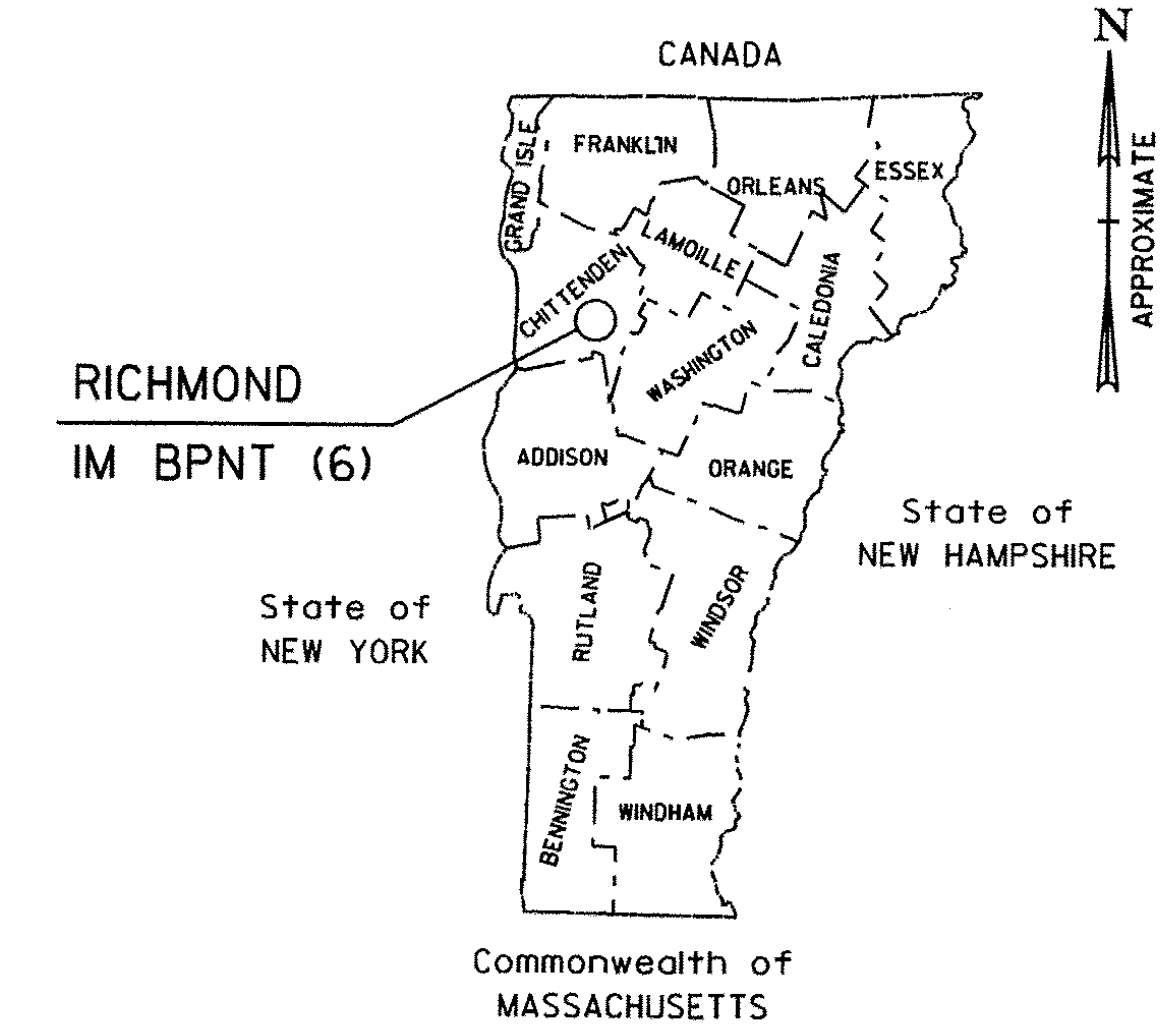 N
CANADA
APPROXIMATE
GRAND ISLE
FRANKLIN
ORLEANS
ESSEX
LAMOILLE
CHITTENDEN
CALEDONIA
WASHINGTON
RICHMOND
IM BPNT (6)
ADDISON
ORANGE
State of
NEW HAMPSHIRE
State of
NEW YORK
RUTLAND
WINDSOR
BENNINGTON
WINDHAM
Commonwealth of
MASSACHUSETTS